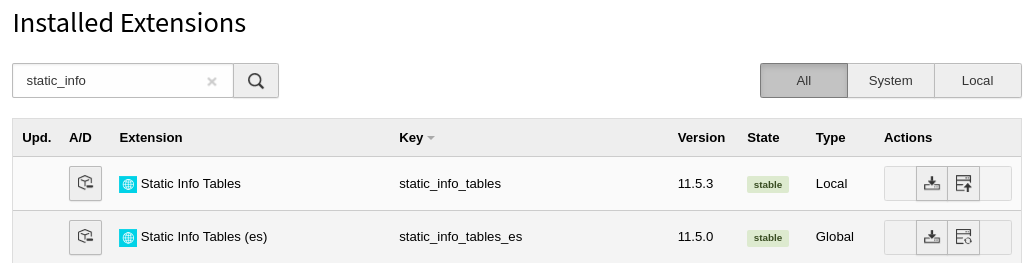 Installed Extensions
static_info
All System Local
Upd. A/D Extension Key Version State Type Actions
Static Info Tables static_info_tables 11.5.3 stable Local
Static Info Tables (es) static_info_tables_es 11.5.0 stable Global